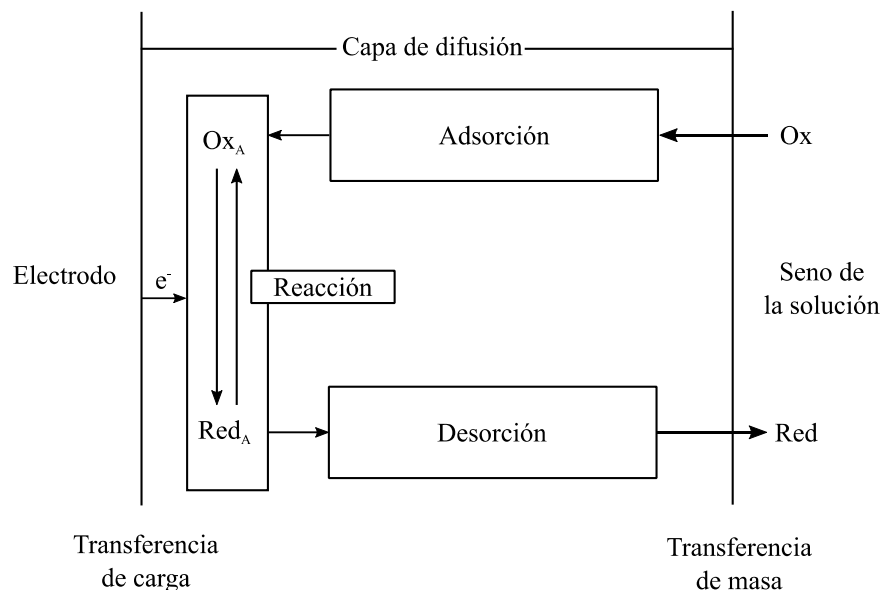 Capa de difusión
Ox_A
Adsorción
Ox
Electrodo
e⁻
Reacción
Seno de
la solución
Red_A
Desorción
Red
Transferencia
de carga
Transferencia
de masa